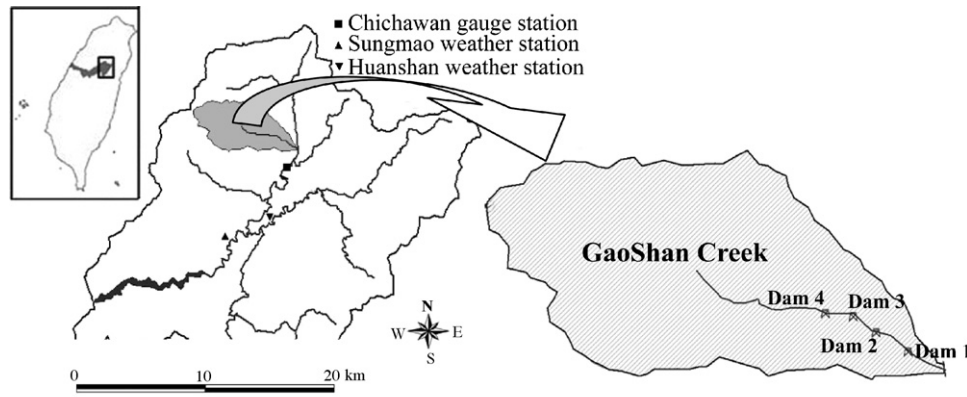 Chichawan gauge station
Sungmao weather station
Huanshan weather station
GaoShan Creek
Dam 4
Dam 3
Dam 2
Dam 1
N
W
E
S
0
10
20 km